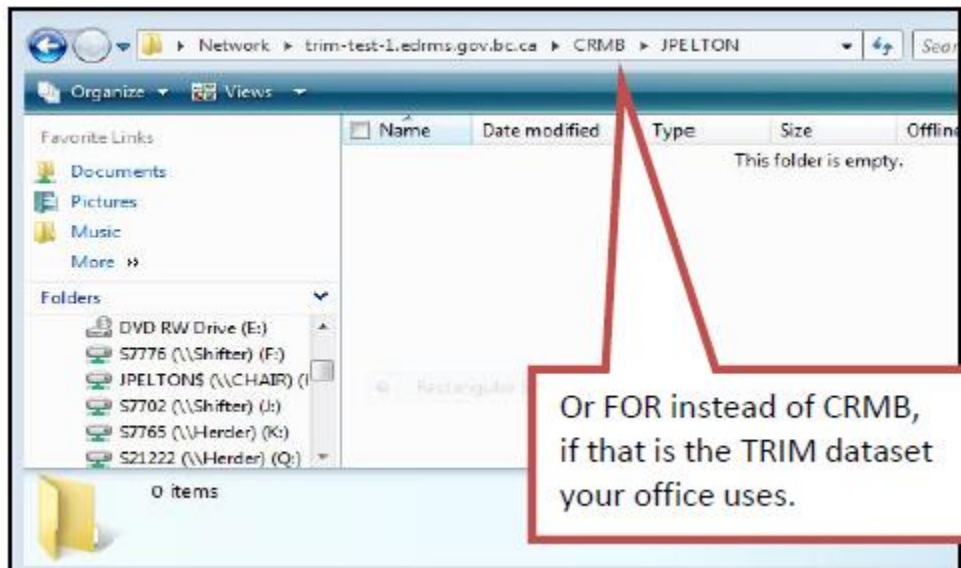 Network ▸ trim-test-1.edrms.gov.bc.ca ▸ CRMB ▸ JPELTON
Organize Views
Favorite Links
Documents
Pictures
Music
More »
Folders
DVD RW Drive (E:)
S7776 (\\Shifter) (F:)
JPELTON$ (\\CHAIR) (
S7702 (\\Shifter) (J:)
S7765 (\\Herder) (K:)
S21222 (\\Herder) (Q:)
Name Date modified Type Size Offline
This folder is empty.
Or FOR instead of CRMB,
if that is the TRIM dataset
your office uses.
0 items